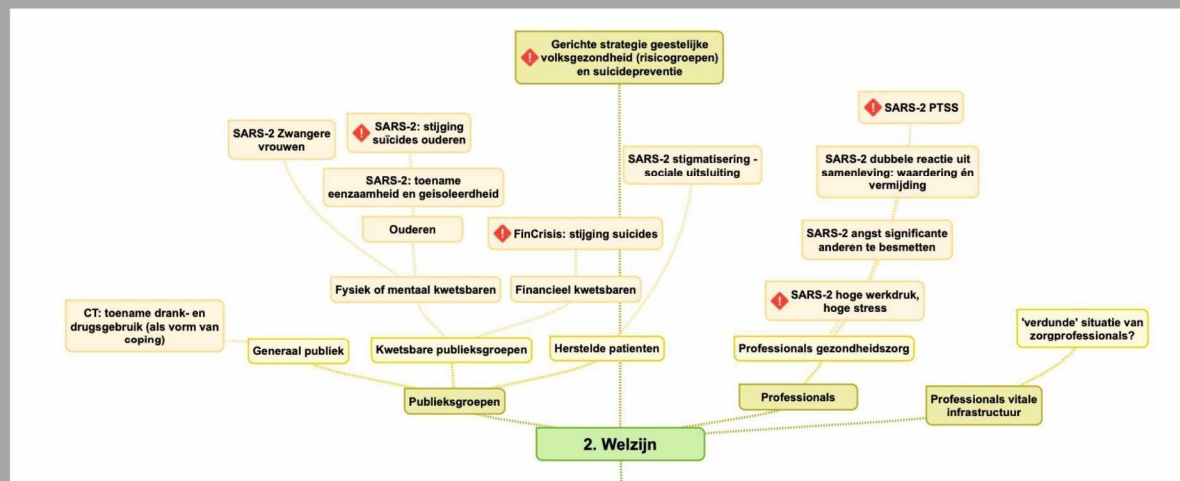 Gerichte strategie geestelijke
volksgezondheid (risicogroepen)
en suicidepreventie
SARS-2 PTSS
SARS-2 Zwangere
vrouwen
SARS-2: stijging
suïcides ouderen
SARS-2 stigmatisering -
sociale uitsluiting
SARS-2 dubbele reactie uit
samenleving: waardering én
vermijding
SARS-2: toename
eenzaamheid en geisoleerdheid
Ouderen
FinCrisis: stijging suicides
SARS-2 angst significante
anderen te besmetten
Fysiek of mentaal kwetsbaren
Financieel kwetsbaren
SARS-2 hoge werkdruk,
hoge stress
CT: toename drank- en
drugsgebruik (als vorm van
coping)
'verdunde' situatie van
zorgprofessionals?
Generaal publiek
Kwetsbare publieksgroepen
Herstelde patienten
Professionals gezondheidszorg
Publieksgroepen
Professionals
Professionals vitale
infrastructuur
2. Welzijn